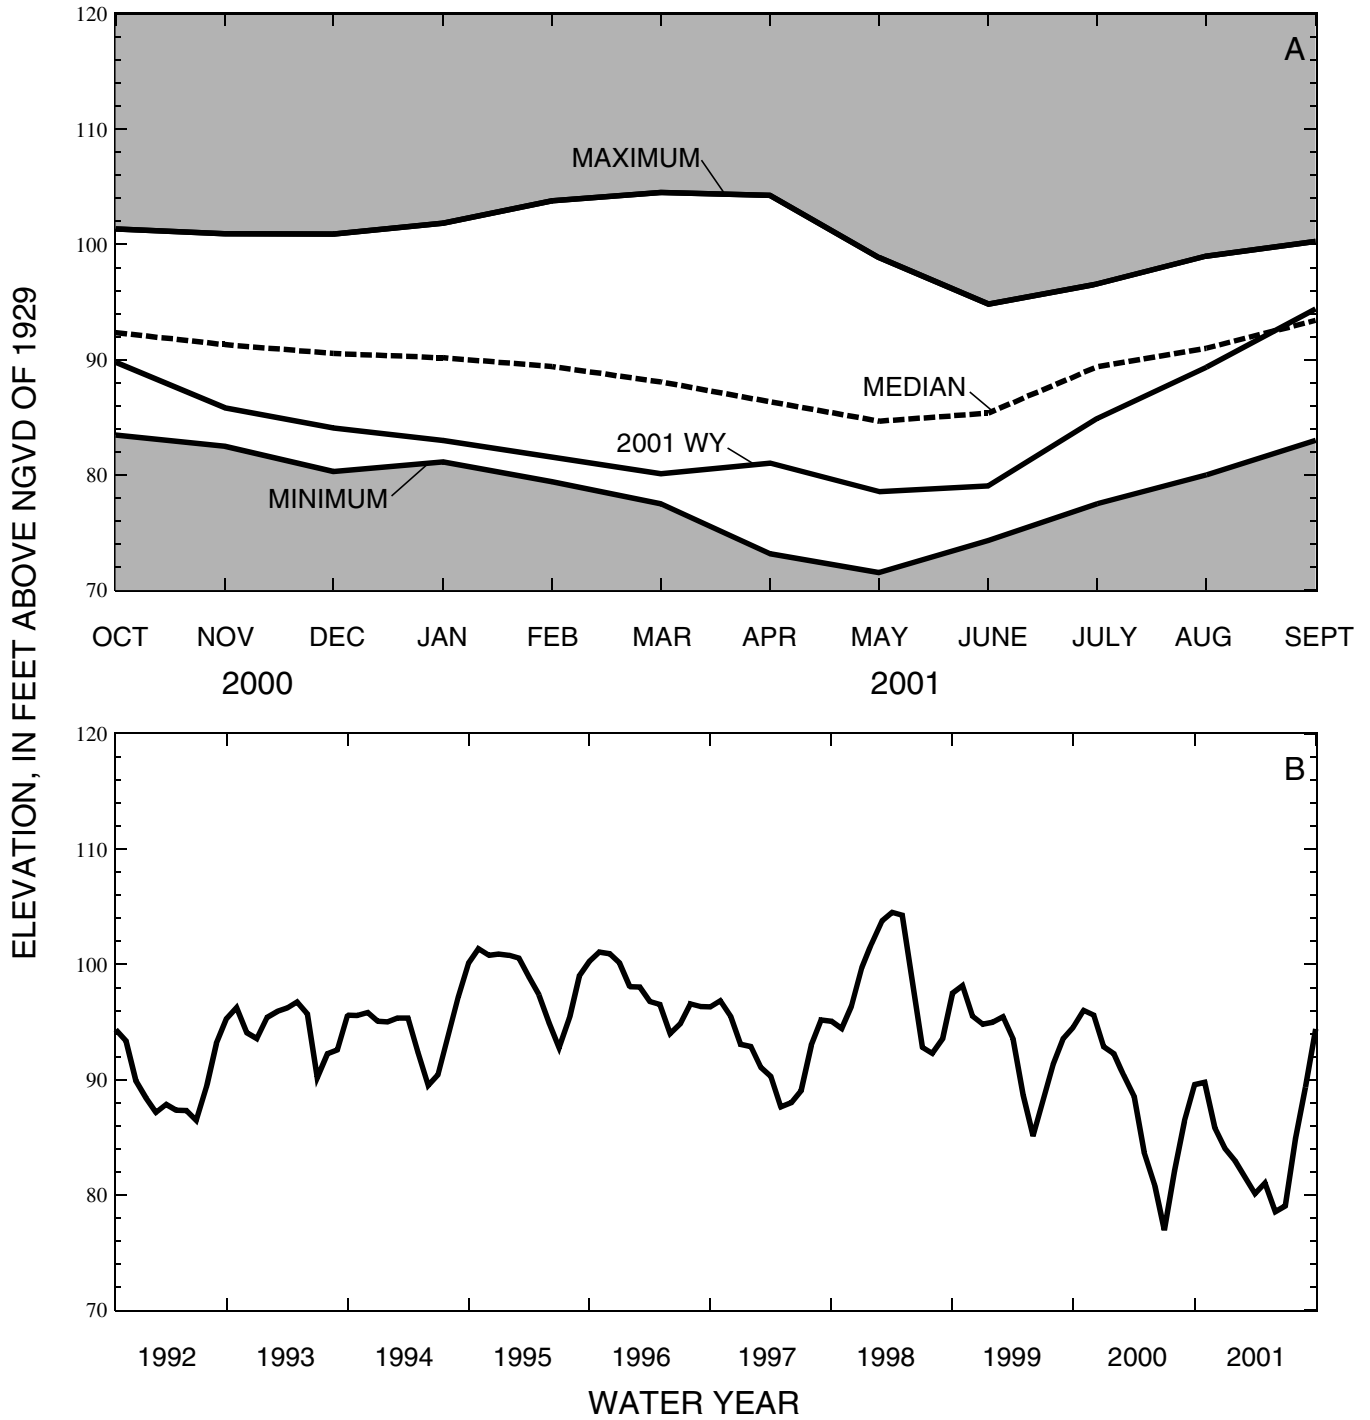 ELEVATION, IN FEET ABOVE NGVD OF 1929
A
120
110
100
90
80
70
MAXIMUM
MEDIAN
2001 WY
MINIMUM
OCT NOV DEC JAN FEB MAR APR MAY JUNE JULY AUG SEPT
2000 2001
B
120
110
100
90
80
70
1992 1993 1994 1995 1996 1997 1998 1999 2000 2001
WATER YEAR